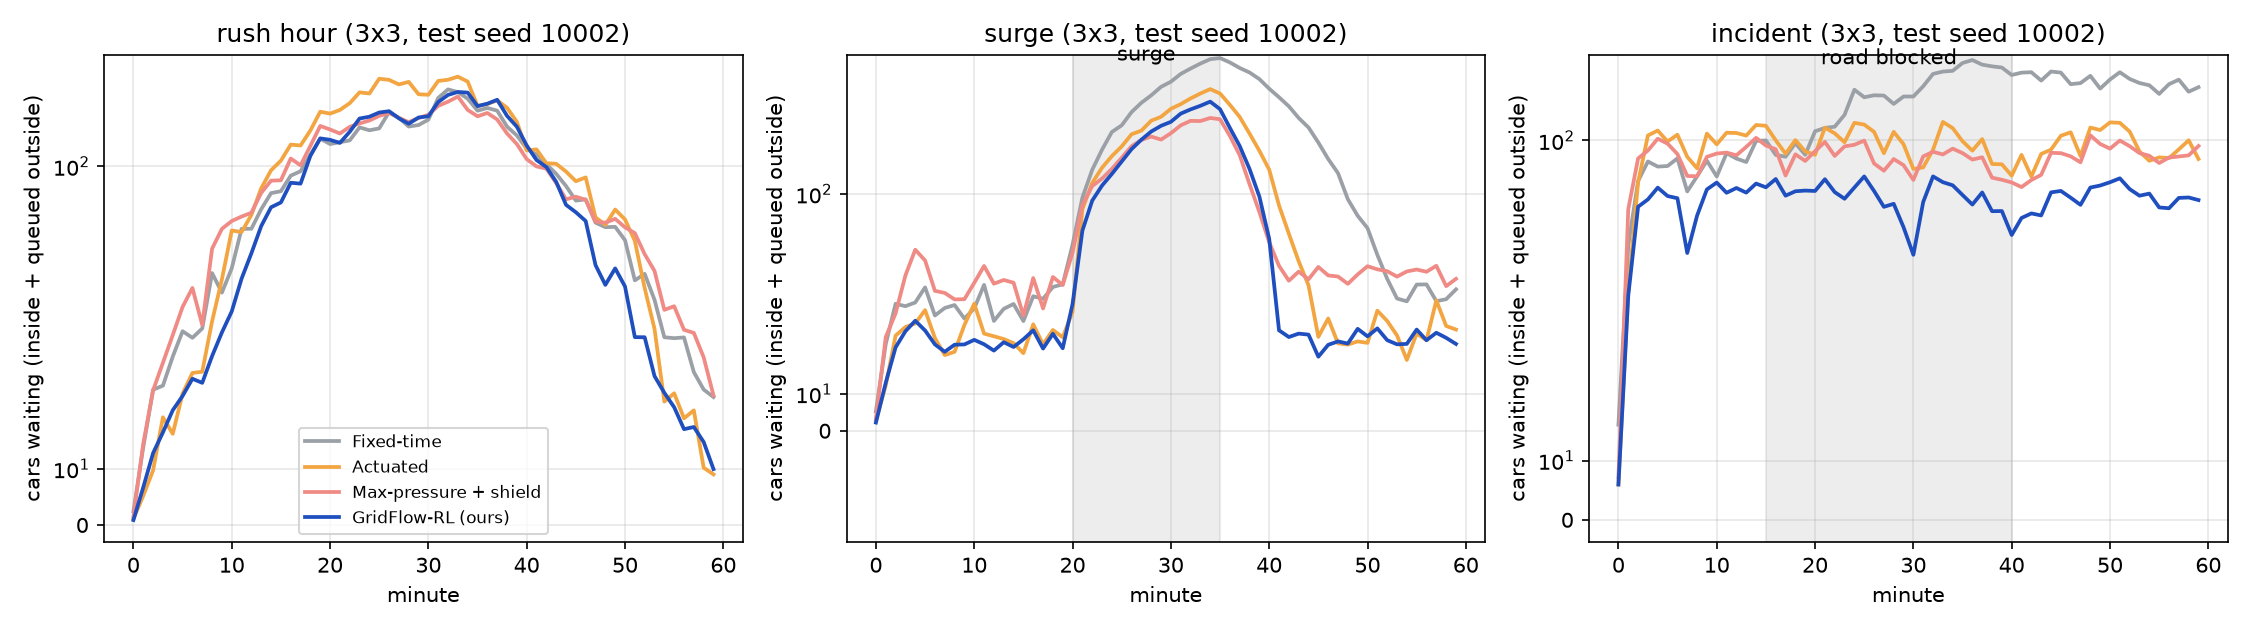 rush hour (3x3, test seed 10002)
cars waiting (inside + queued outside)
10²
10¹
0
Fixed-time
Actuated
Max-pressure + shield
GridFlow-RL (ours)
0 10 20 30 40 50 60
minute
surge (3x3, test seed 10002)
surge
cars waiting (inside + queued outside)
10²
10¹
0
0 10 20 30 40 50 60
minute
incident (3x3, test seed 10002)
road blocked
cars waiting (inside + queued outside)
10²
10¹
0
0 10 20 30 40 50 60
minute